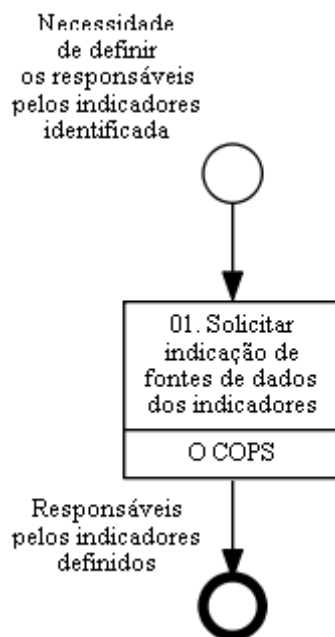 Necessidade
de definir
os responsáveis
pelos indicadores
identificada
01. Solicitar
indicação de
fontes de dados
dos indicadores
O COPS
Responsáveis
pelos indicadores
definidos